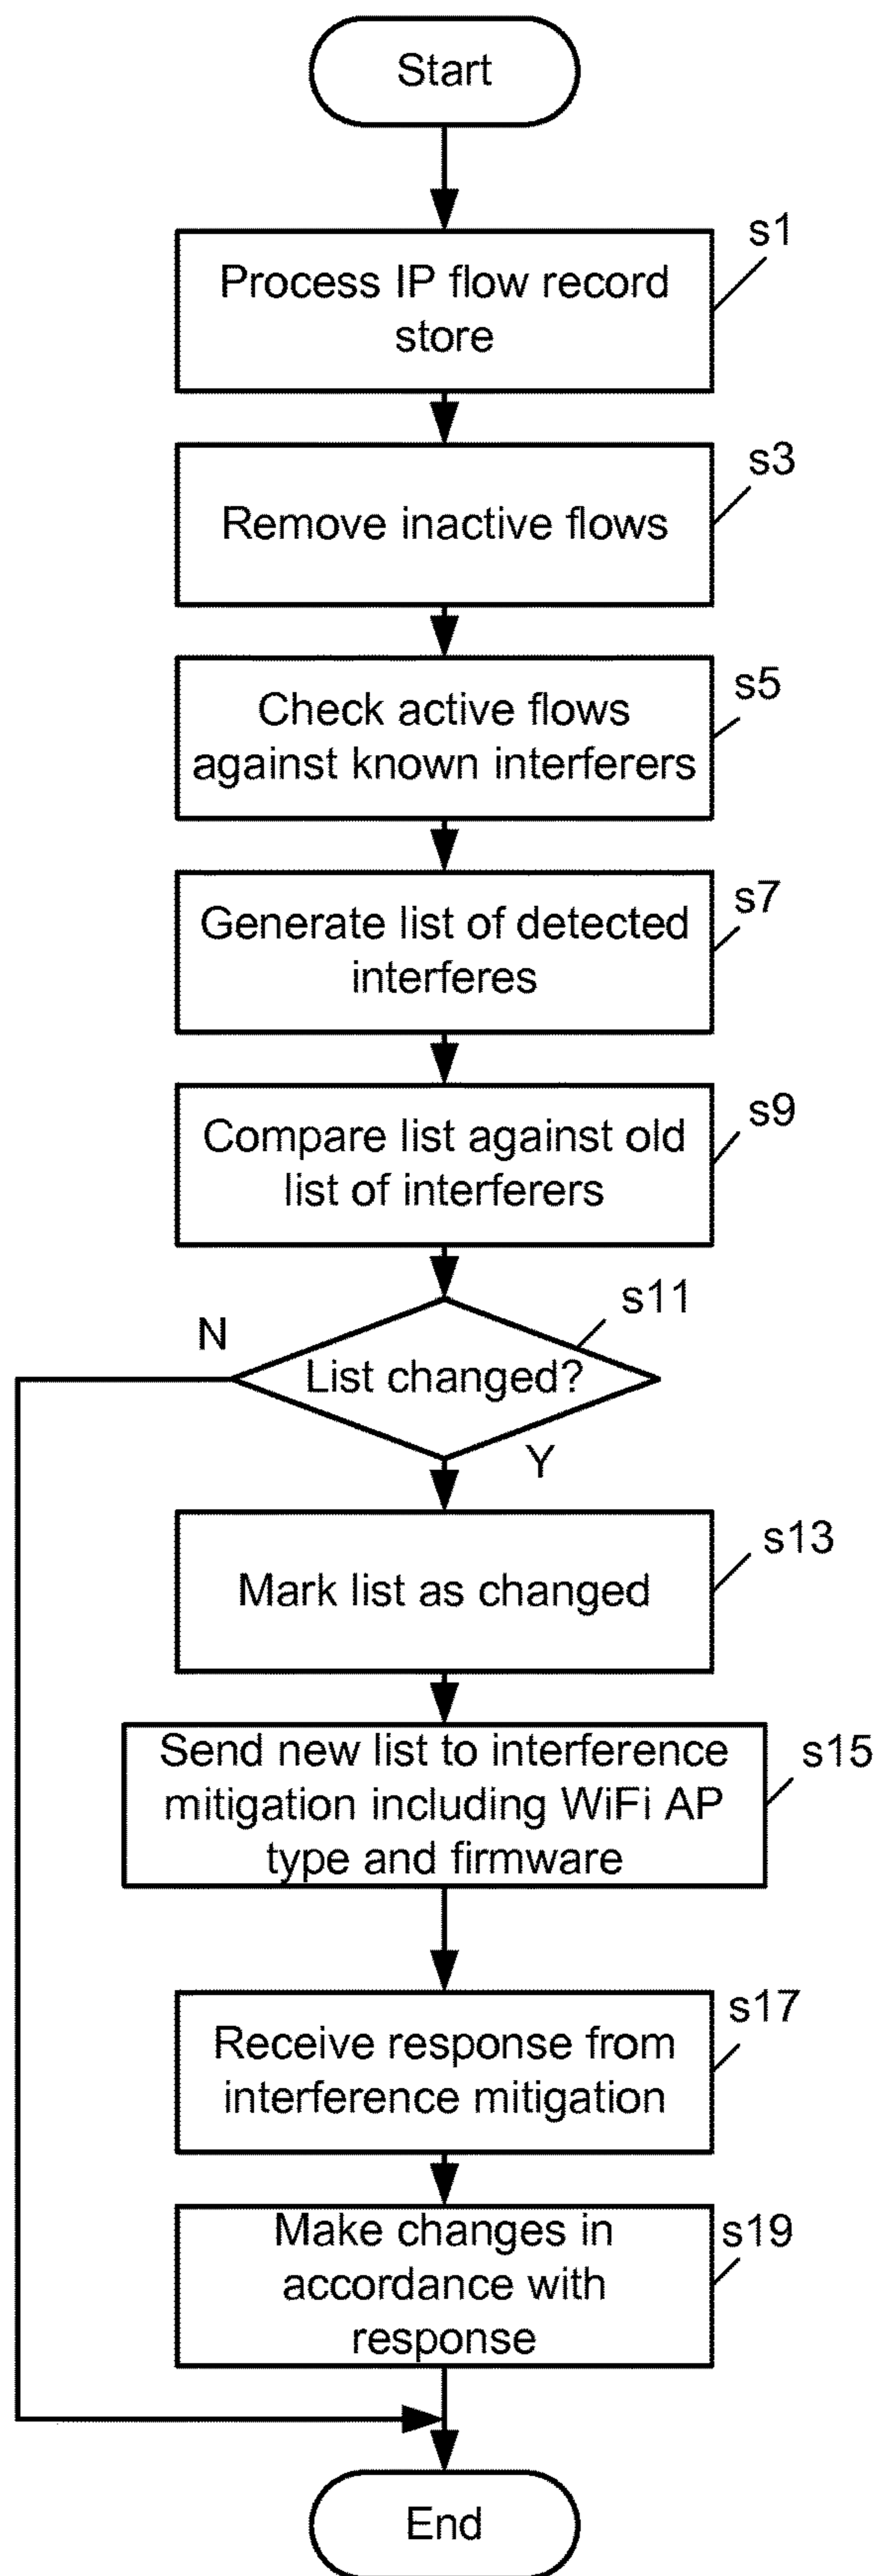 Start
s1
Process IP flow record
store
s3
Remove inactive flows
s5
Check active flows
against known interferers
s7
Generate list of detected
interferes
s9
Compare list against old
list of interferers
s11
N
List changed?
Y
s13
Mark list as changed
Send new list to interference
s15
mitigation including WiFi AP
type and firmware
s17
Receive response from
interference mitigation
Make changes in
s19
accordance with
response
End